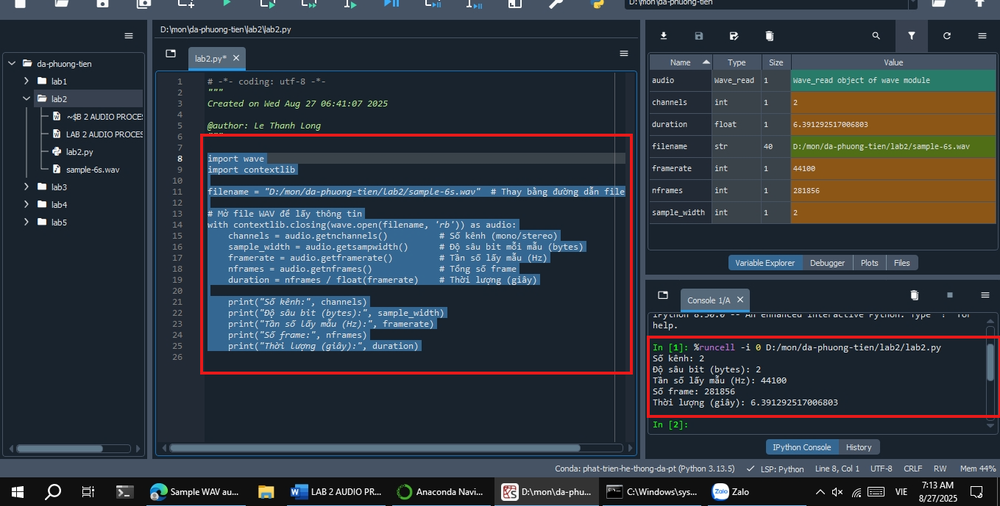 D:\mon\da-phuong-tien
D:\mon\da-phuong-tien\lab2\lab2.py
da-phuong-tien
lab1
lab2
~$B 2 AUDIO PROCES
LAB 2 AUDIO PROCES
lab2.py
sample-6s.wav
lab3
lab4
lab5
lab2.py*
1 # -*- coding: utf-8 -*-
2 """
3 Created on Wed Aug 27 06:41:07 2025
4
5 @author: Le Thanh Long
6 """
7
8 import wave
9 import contextlib
10
11 filename = "D:/mon/da-phuong-tien/lab2/sample-6s.wav"  # Thay bằng đường dẫn file
12
13 # Mở file WAV để lấy thông tin
14 with contextlib.closing(wave.open(filename, 'rb')) as audio:
15     channels = audio.getnchannels()          # Số kênh (mono/stereo)
16     sample_width = audio.getsampwidth()      # Độ sâu bit mỗi mẫu (bytes)
17     framerate = audio.getframerate()         # Tần số lấy mẫu (Hz)
18     nframes = audio.getnframes()             # Tổng số frame
19     duration = nframes / float(framerate)    # Thời lượng (giây)
20
21     print("Số kênh:", channels)
22     print("Độ sâu bit (bytes):", sample_width)
23     print("Tần số lấy mẫu (Hz):", framerate)
24     print("Số frame:", nframes)
25     print("Thời lượng (giây):", duration)
26
Name Type Size Value
audio Wave_read 1 Wave_read object of wave module
channels int 1 2
duration float 1 6.391292517006803
filename str 40 D:/mon/da-phuong-tien/lab2/sample-6s.wav
framerate int 1 44100
nframes int 1 281856
sample_width int 1 2
Variable Explorer Debugger Plots Files
Console 1/A
IPython 8.30.0 -- An enhanced Interactive Python. Type '?' for
help.
In [1]: %runcell -i 0 D:/mon/da-phuong-tien/lab2/lab2.py
Số kênh: 2
Độ sâu bit (bytes): 2
Tần số lấy mẫu (Hz): 44100
Số frame: 281856
Thời lượng (giây): 6.391292517006803
In [2]:
IPython Console History
Conda: phat-trien-he-thong-da-pt (Python 3.13.5) LSP: Python Line 8, Col 1 UTF-8 CRLF RW Mem 44%
Sample WAV au... LAB 2 AUDIO PR... Anaconda Navi... D:\mon\da-phu... C:\Windows\sys... Zalo VIE 7:13 AM
8/27/2025